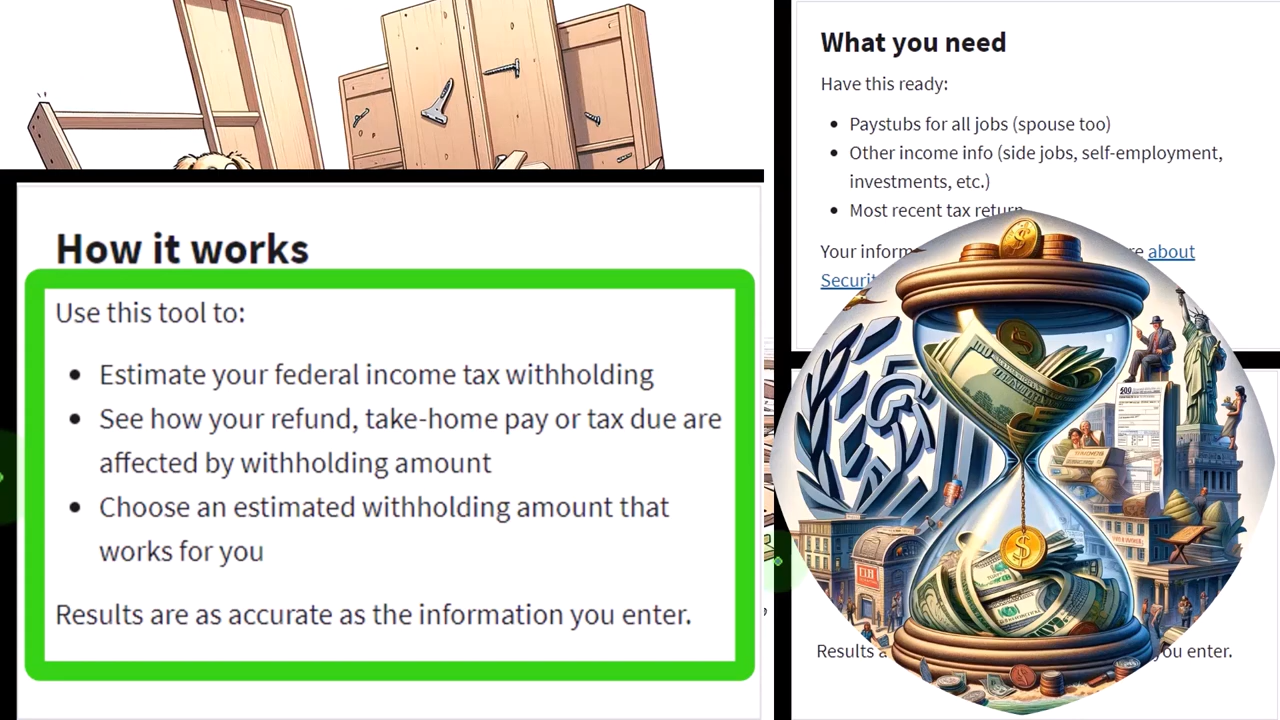 How it works
Use this tool to:
Estimate your federal income tax withholding
See how your refund, take-home pay or tax due are
affected by withholding amount
Choose an estimated withholding amount that
works for you
Results are as accurate as the information you enter.
What you need
Have this ready:
Paystubs for all jobs (spouse too)
Other income info (side jobs, self-employment,
investments, etc.)
Most recent tax return
Your about
Results you enter.